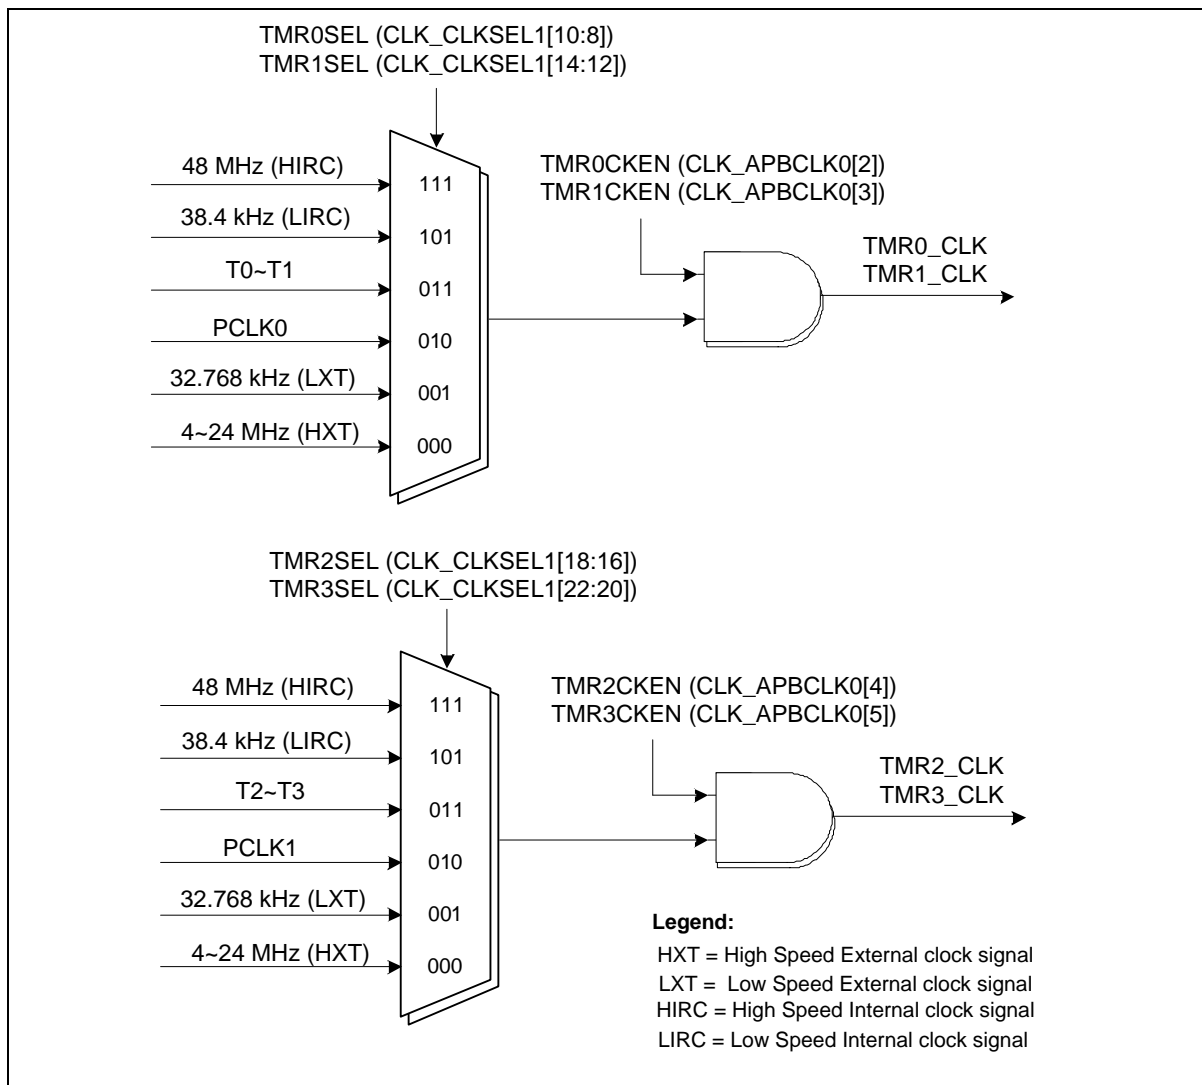 TMR0SEL (CLK_CLKSEL1[10:8])
TMR1SEL (CLK_CLKSEL1[14:12])
48 MHz (HIRC)
111
38.4 kHz (LIRC)
101
T0~T1
011
PCLK0
010
32.768 kHz (LXT)
001
4~24 MHz (HXT)
000
TMR0CKEN (CLK_APBCLK0[2])
TMR1CKEN (CLK_APBCLK0[3])
TMR0_CLK
TMR1_CLK
TMR2SEL (CLK_CLKSEL1[18:16])
TMR3SEL (CLK_CLKSEL1[22:20])
48 MHz (HIRC)
111
38.4 kHz (LIRC)
101
T2~T3
011
PCLK1
010
32.768 kHz (LXT)
001
4~24 MHz (HXT)
000
TMR2CKEN (CLK_APBCLK0[4])
TMR3CKEN (CLK_APBCLK0[5])
TMR2_CLK
TMR3_CLK
Legend:
HXT = High Speed External clock signal
LXT = Low Speed External clock signal
HIRC = High Speed Internal clock signal
LIRC = Low Speed Internal clock signal